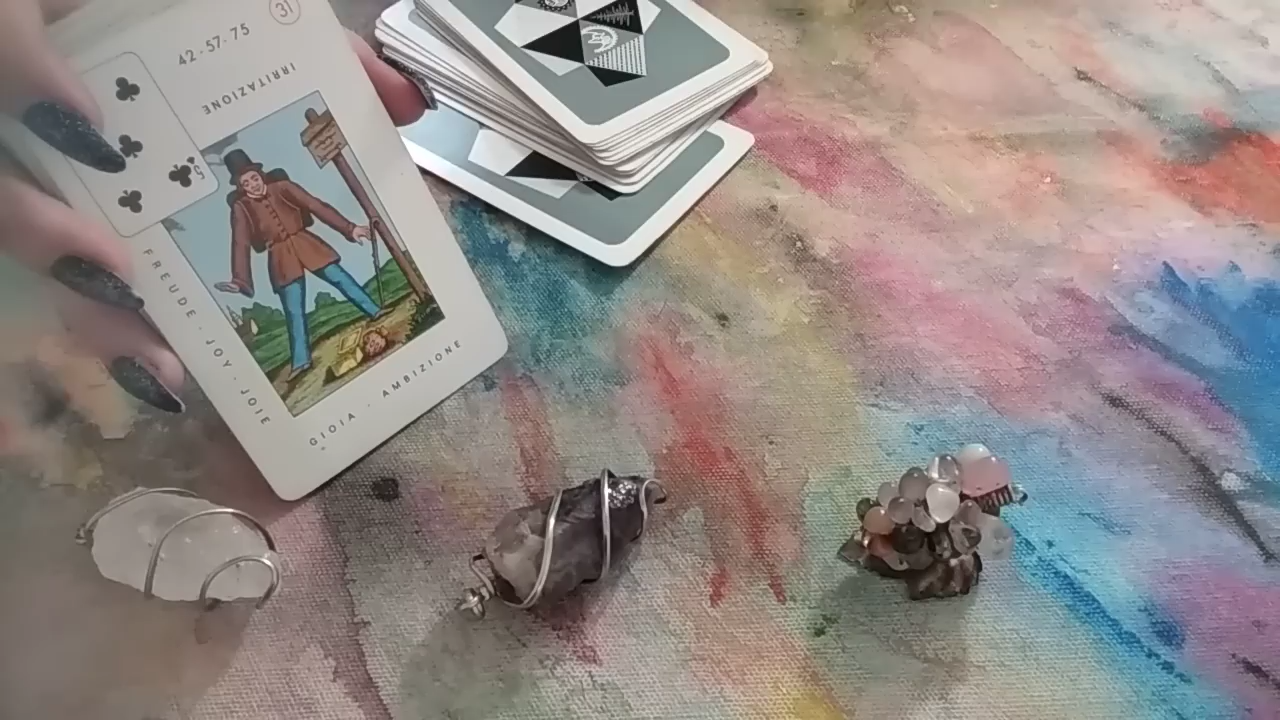 31
42-57-75
IRRITAZIONE
5
FREUDE · JOY · JOIE
GIOIA · AMBIZIONE